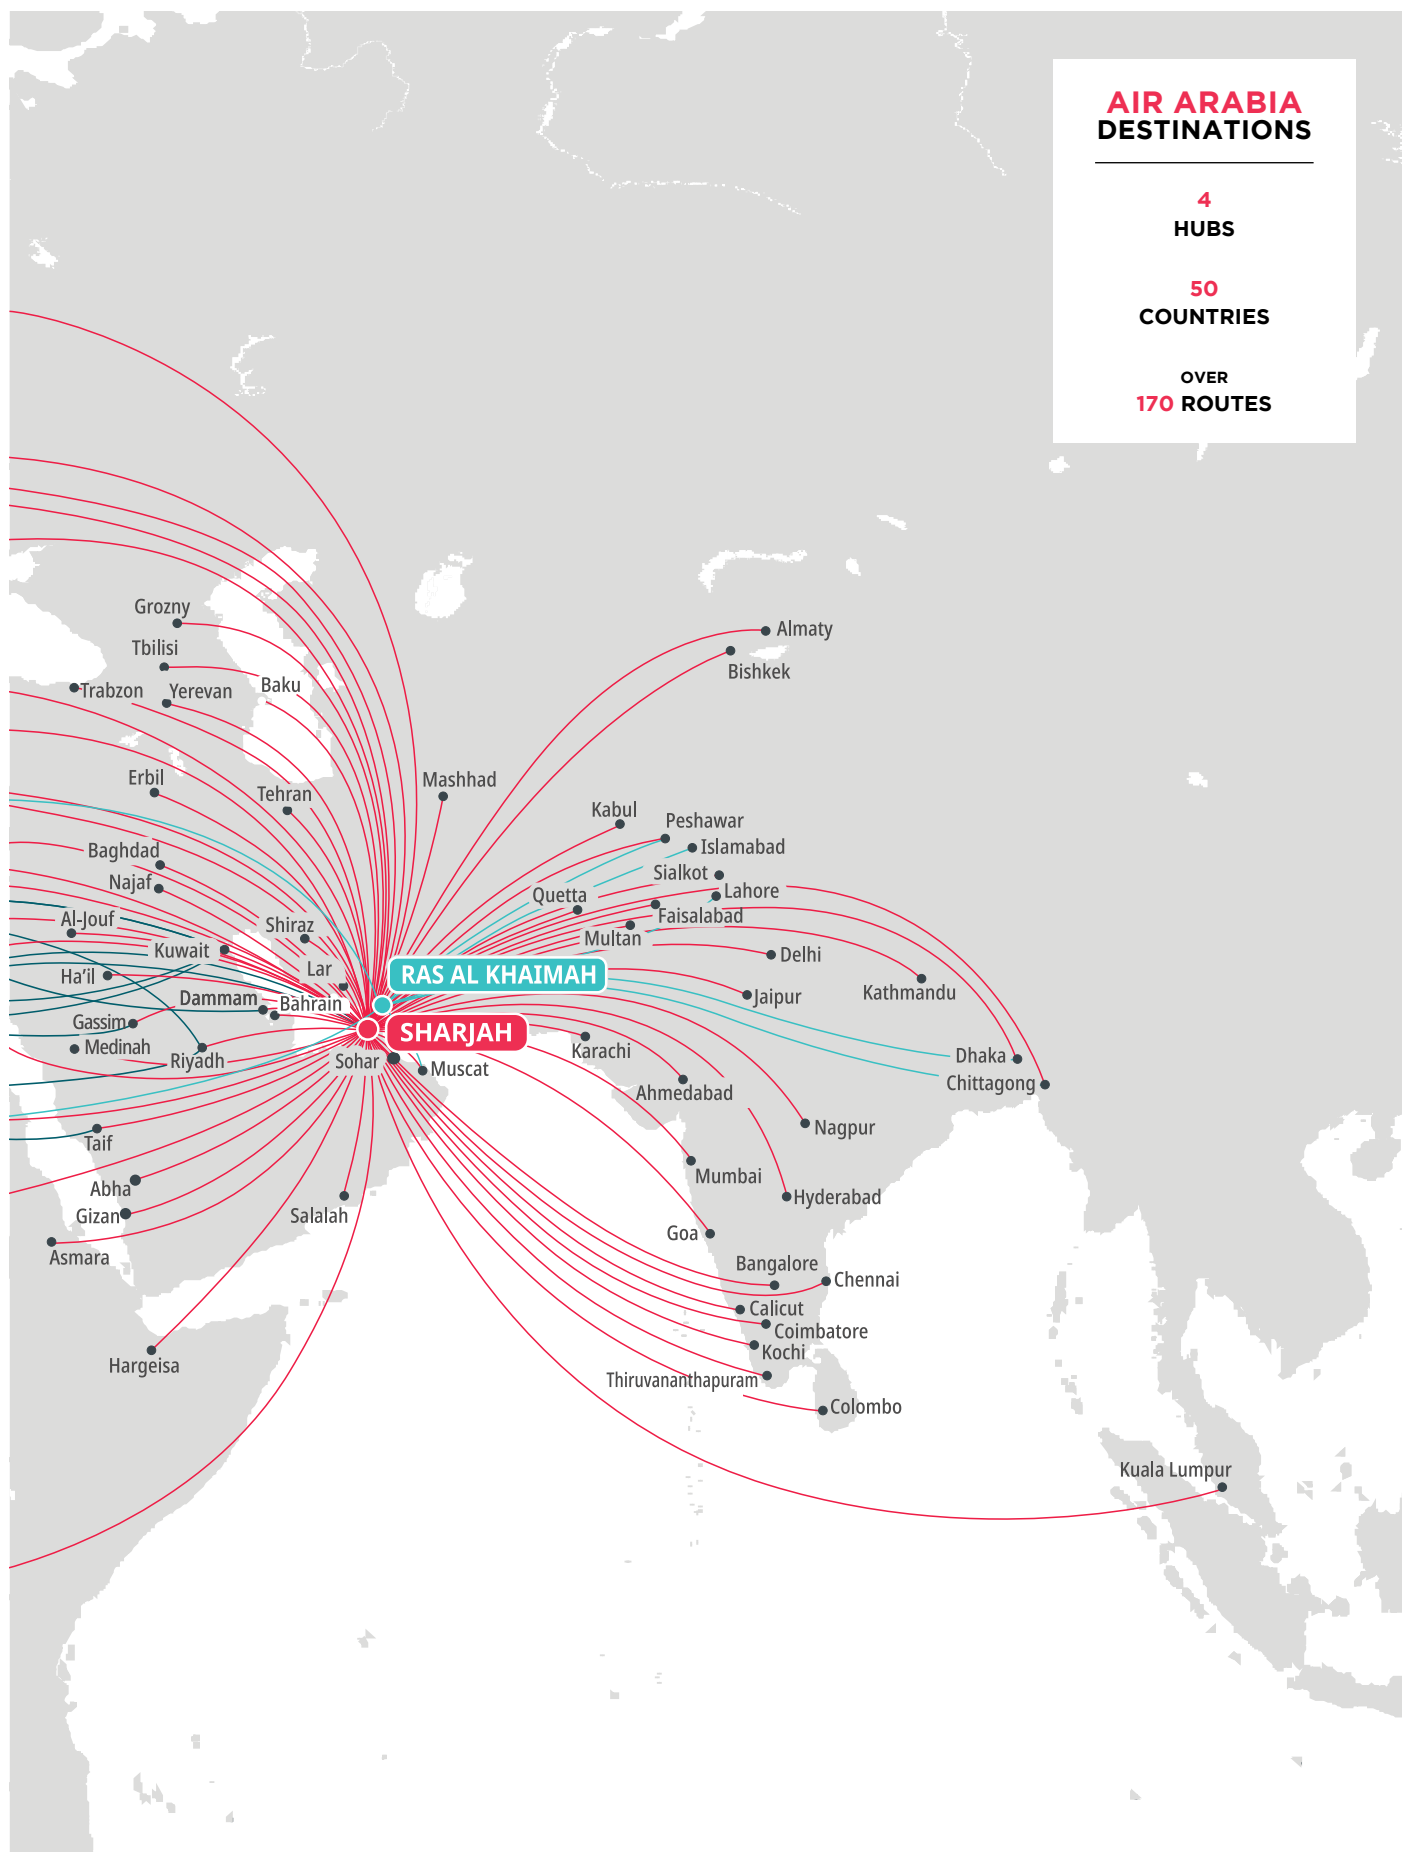 AIR ARABIA
DESTINATIONS
4
HUBS
50
COUNTRIES
OVER
170 ROUTES
Grozny
Tbilisi
Trabzon
Yerevan
Baku
Almaty
Bishkek
Erbil
Tehran
Mashhad
Kabul
Peshawar
Islamabad
Baghdad
Sialkot
Najaf
Quetta
Lahore
Al-Jouf
Shiraz
Faisalabad
Kuwait
Multan
Delhi
Ha’il
Lar
RAS AL KHAIMAH
Kathmandu
Dammam
Bahrain
Jaipur
Gassim
SHARJAH
Medinah
Riyadh
Sohar
Muscat
Karachi
Dhaka
Chittagong
Ahmedabad
Taif
Nagpur
Abha
Mumbai
Gizan
Salalah
Hyderabad
Goa
Asmara
Bangalore
Chennai
Calicut
Coimbatore
Kochi
Hargeisa
Thiruvananthapuram
Colombo
Kuala Lumpur